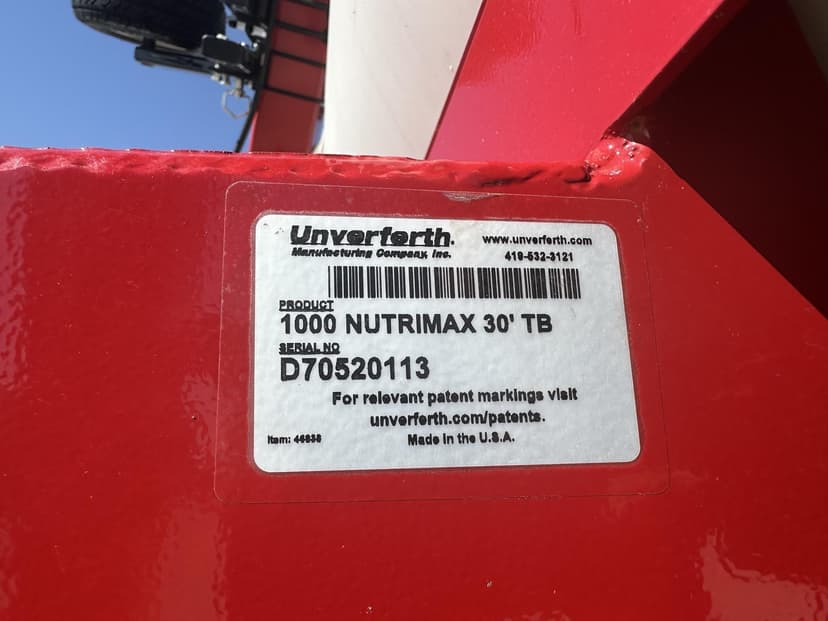 Unverferth.
Manufacturing Company, Inc.
www.unverferth.com
419-532-3121
PRODUCT
1000 NUTRIMAX 30' TB
SERIAL NO
D70520113
For relevant patent markings visit
unverferth.com/patents.
Item: 46838
Made in the U.S.A.